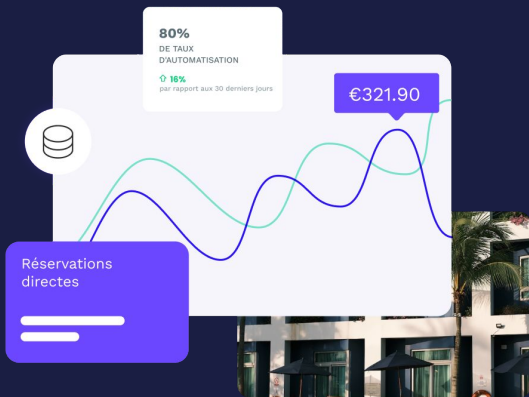 80%
DE TAUX
D'AUTOMATISATION
⇧ 16%
par rapport aux 30 derniers jours
€321.90
Réservations
directes